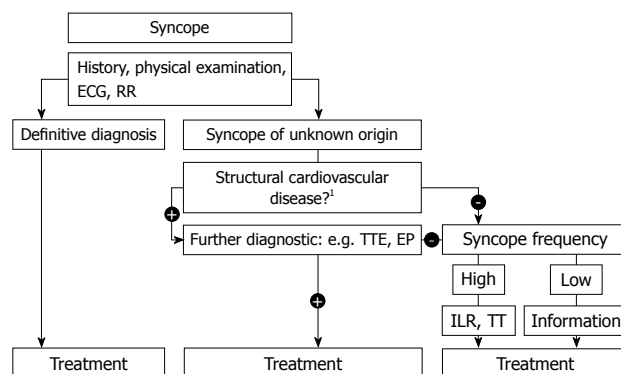 Syncope
History, physical examination,
ECG, RR
Definitive diagnosis
Syncope of unknown origin
Structural cardiovascular
disease?1
+
-
Further diagnostic: e.g. TTE, EP
-
Syncope frequency
+
High
Low
ILR, TT
Information
Treatment
Treatment
Treatment